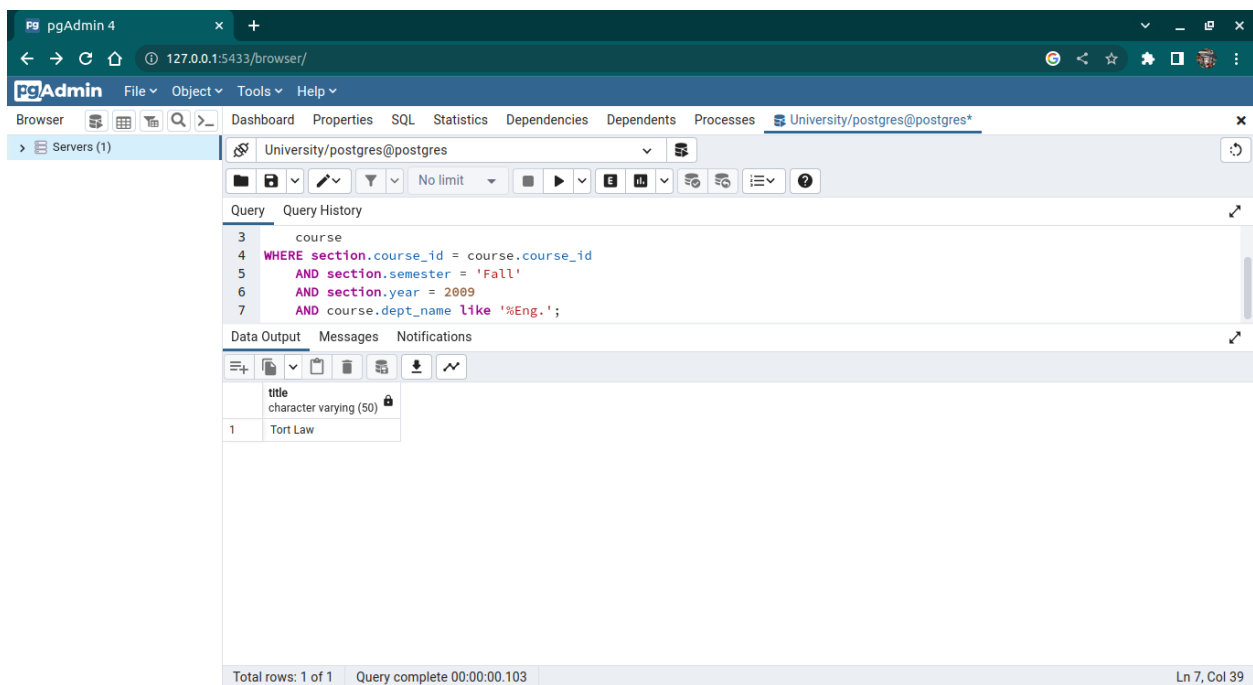 pgAdmin 4
127.0.0.1:5433/browser/
pgAdmin File Object Tools Help
Browser Dashboard Properties SQL Statistics Dependencies Dependents Processes University/postgres@postgres*
Servers (1)
University/postgres@postgres
No limit
Query Query History
3 course
4 WHERE section.course_id = course.course_id
5 AND section.semester = 'Fall'
6 AND section.year = 2009
7 AND course.dept_name like '%Eng.';
Data Output Messages Notifications
title
character varying (50)
1 Tort Law
Total rows: 1 of 1 Query complete 00:00:00.103 Ln 7, Col 39